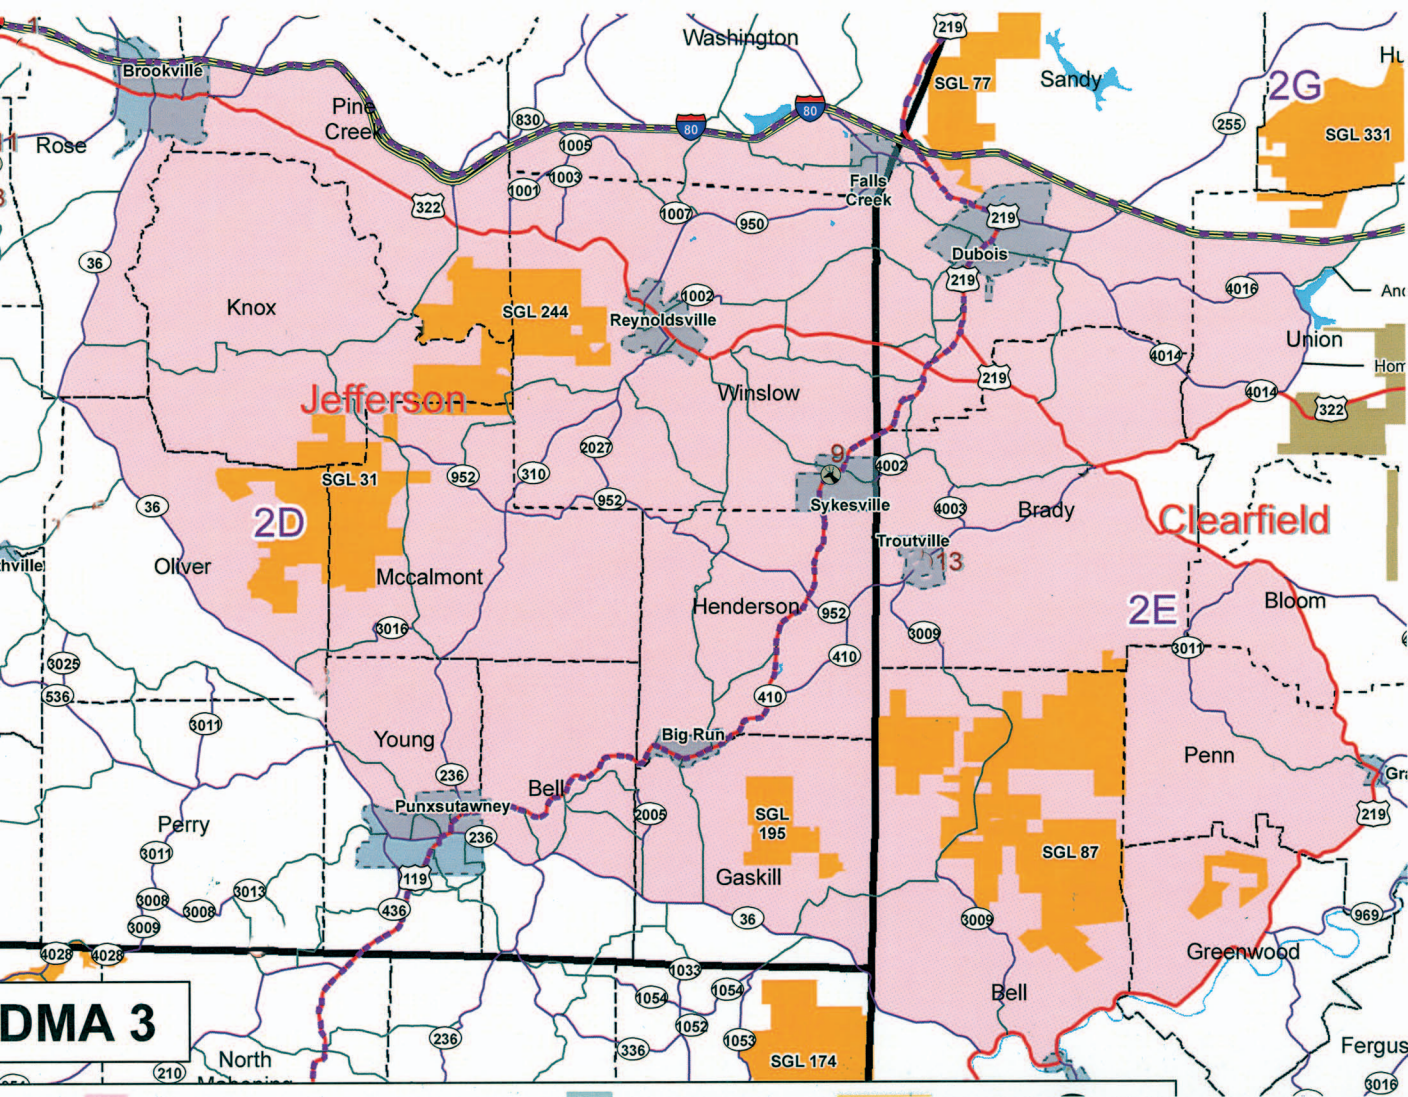 219
1
Washington
SGL 77
Sandy
2G
Hu
Brookville
80
80
Pine
Creek
830
255
SGL 331
Rose
1005
1003
1001
Falls
Creek
322
1007
950
219
Dubois
36
219
4016
1002
Knox
SGL 244
Reynoldsville
Union
4014
219
Hom
Jefferson
Winslow
4014
322
2027
9
952
310
4002
SGL 31
952
Sykesville
36
4003
Brady
Clearfield
2D
Troutville
13
thville
Oliver
Mccalmont
Henderson
952
2E
Bloom
3016
3009
3011
3025
410
536
410
3011
Young
Big Run
Penn
236
Bell
Gra
Punxsutawney
2005
SGL
195
219
Perry
236
3011
SGL 87
119
Gaskill
3013
3008
3008
436
36
3009
969
3009
4028
4028
Greenwood
1033
Bell
DMA 3
1054
1054
1052
236
1053
336
North
Mahoning
210
SGL 174
Fergus
3016